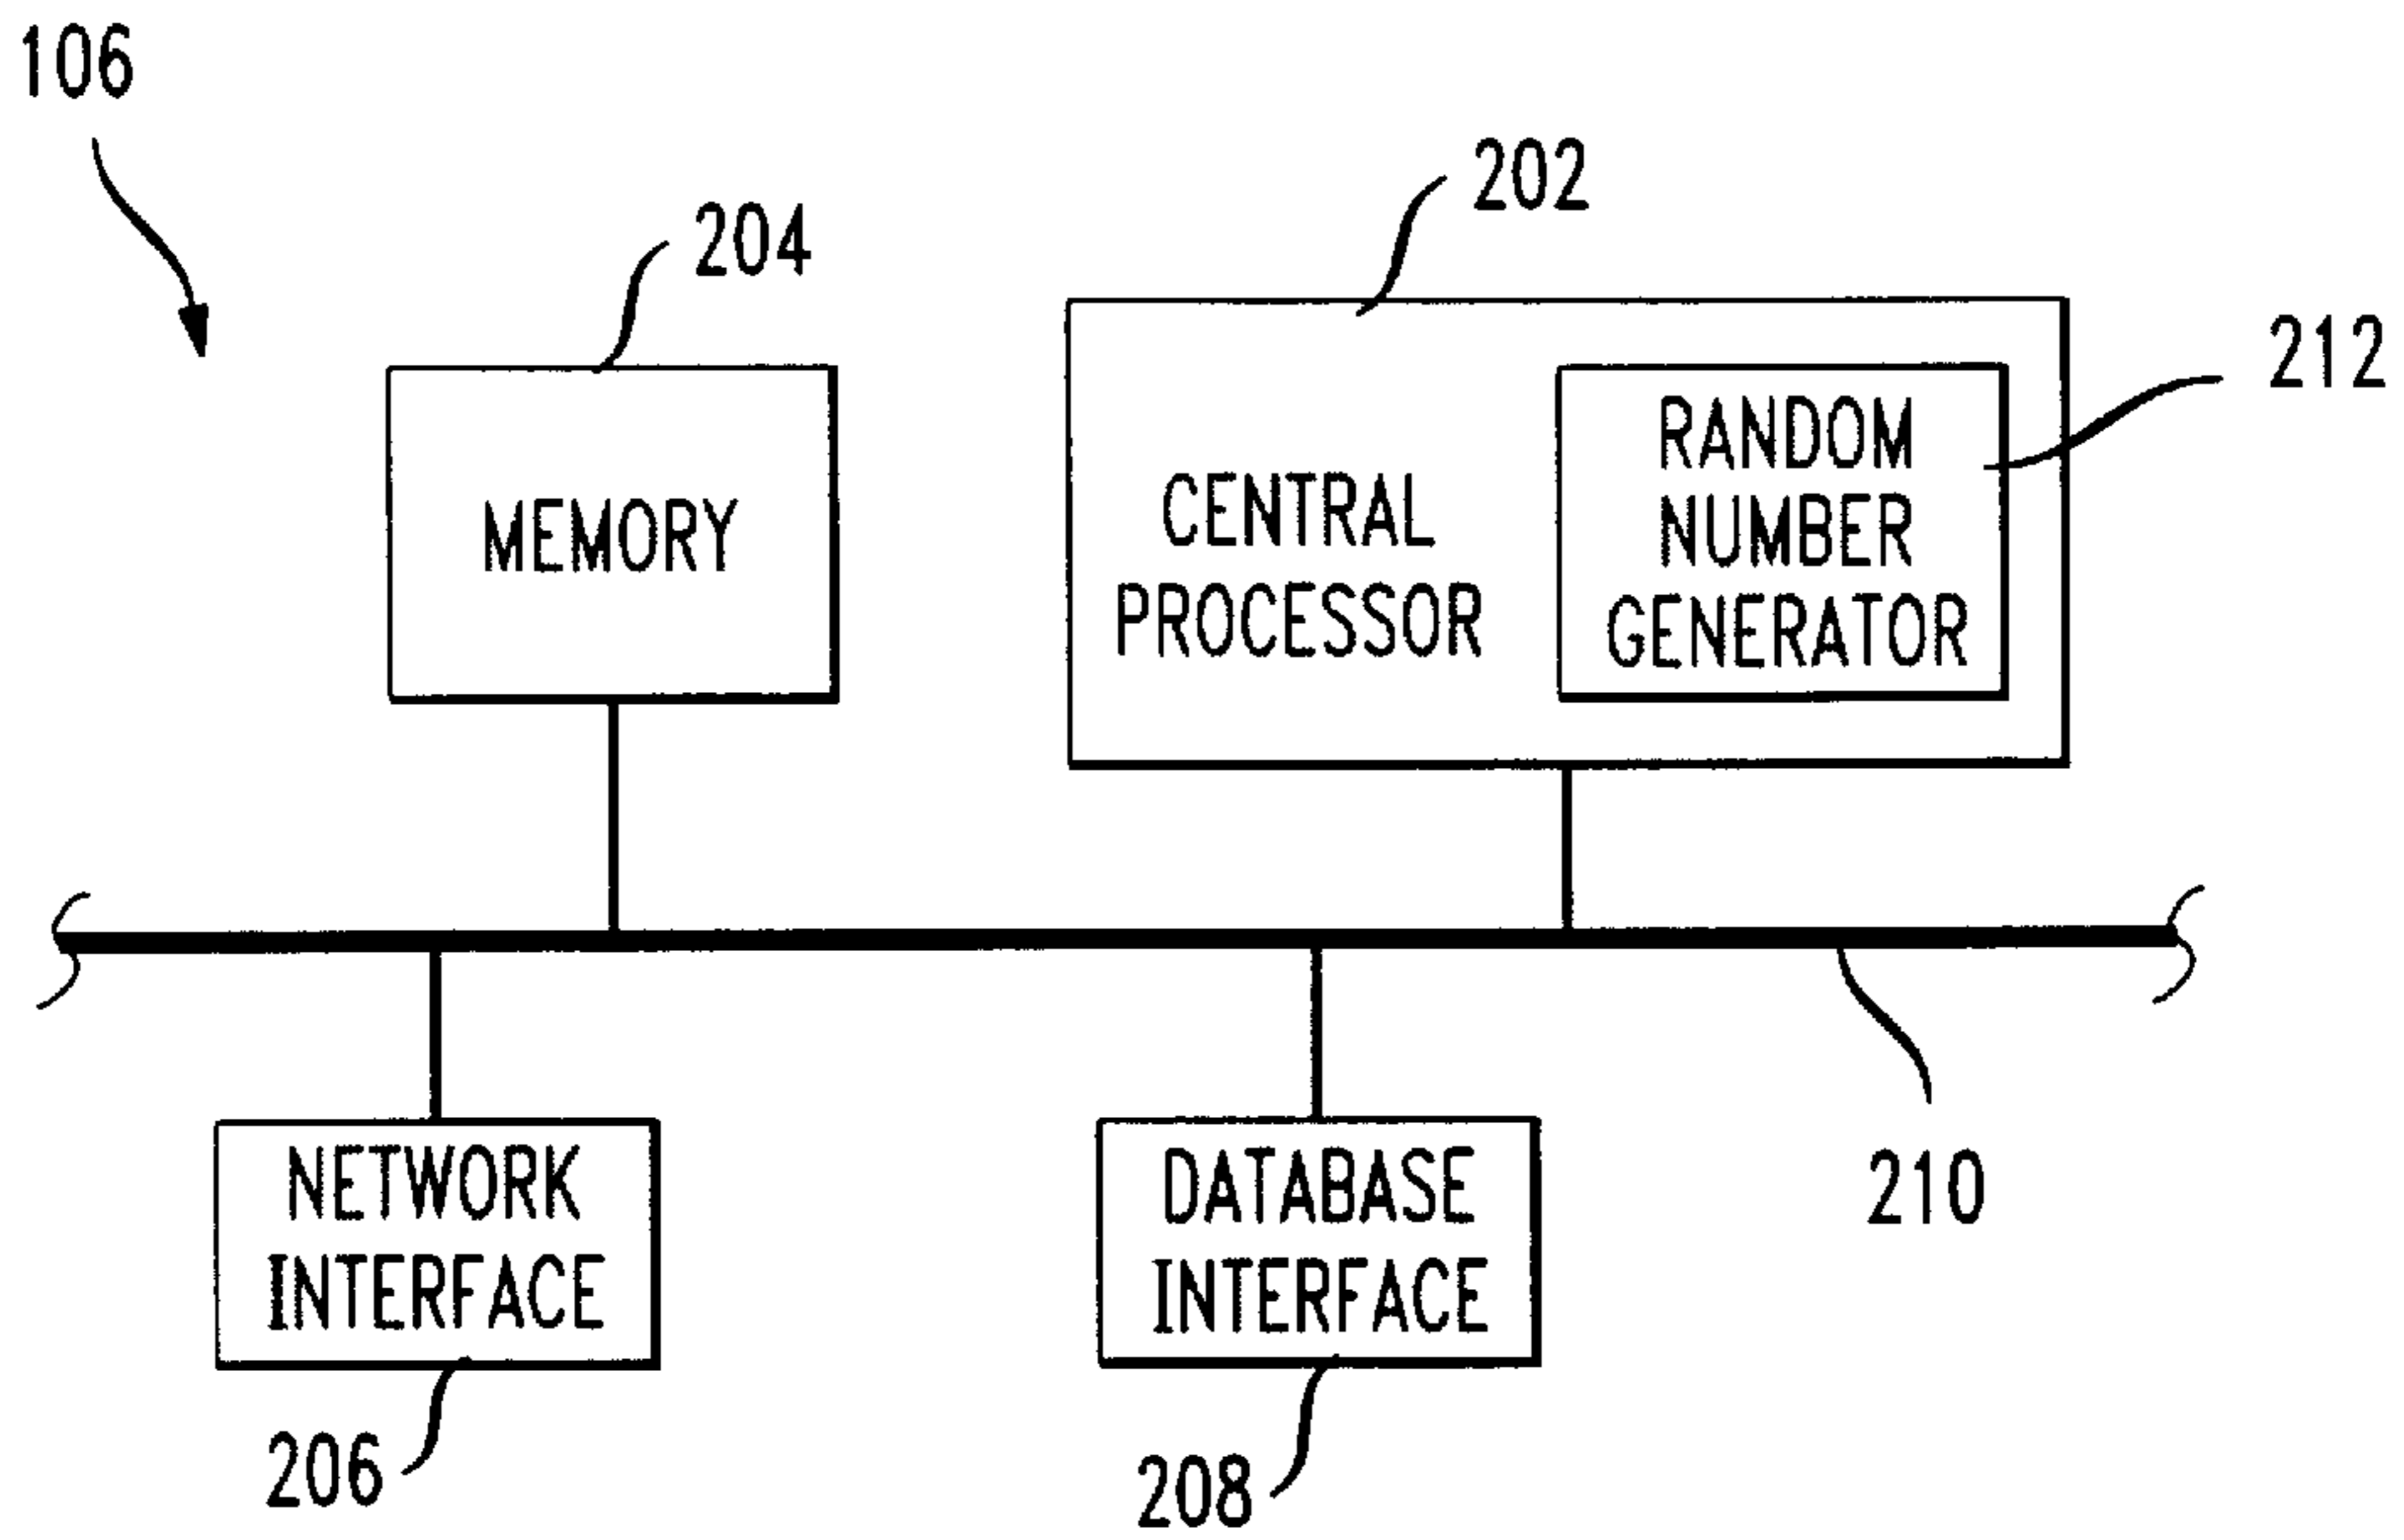 106
204
202
212
MEMORY
CENTRAL
PROCESSOR
RANDOM
NUMBER
GENERATOR
210
NETWORK
INTERFACE
206
DATABASE
INTERFACE
208